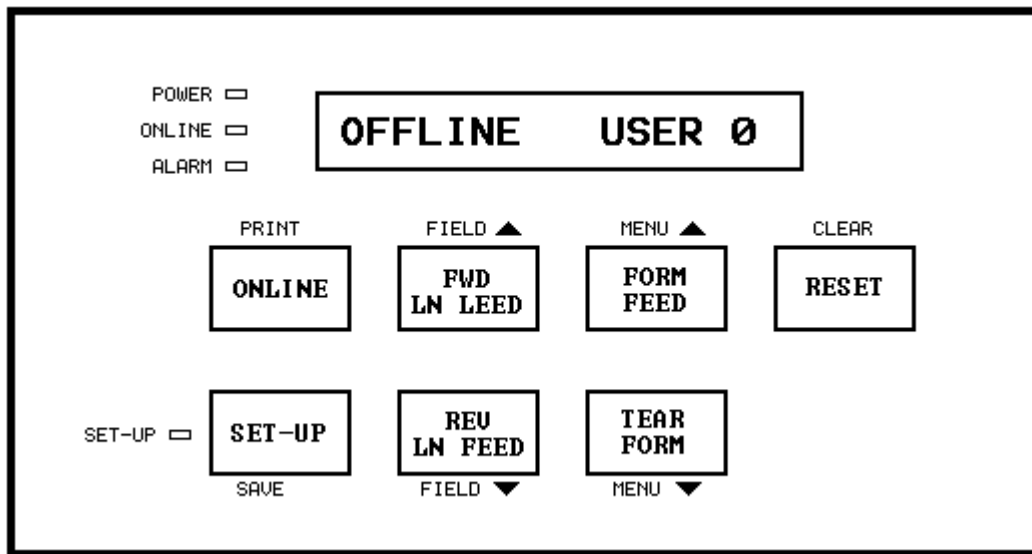 POWER
ONLINE
ALARM
OFFLINE USER 0
PRINT FIELD ▲ MENU ▲ CLEAR
ONLINE
FWD
LN LEED
FORM
FEED
RESET
SET-UP
SET-UP
REV
LN FEED
TEAR
FORM
SAVE FIELD ▼ MENU ▼